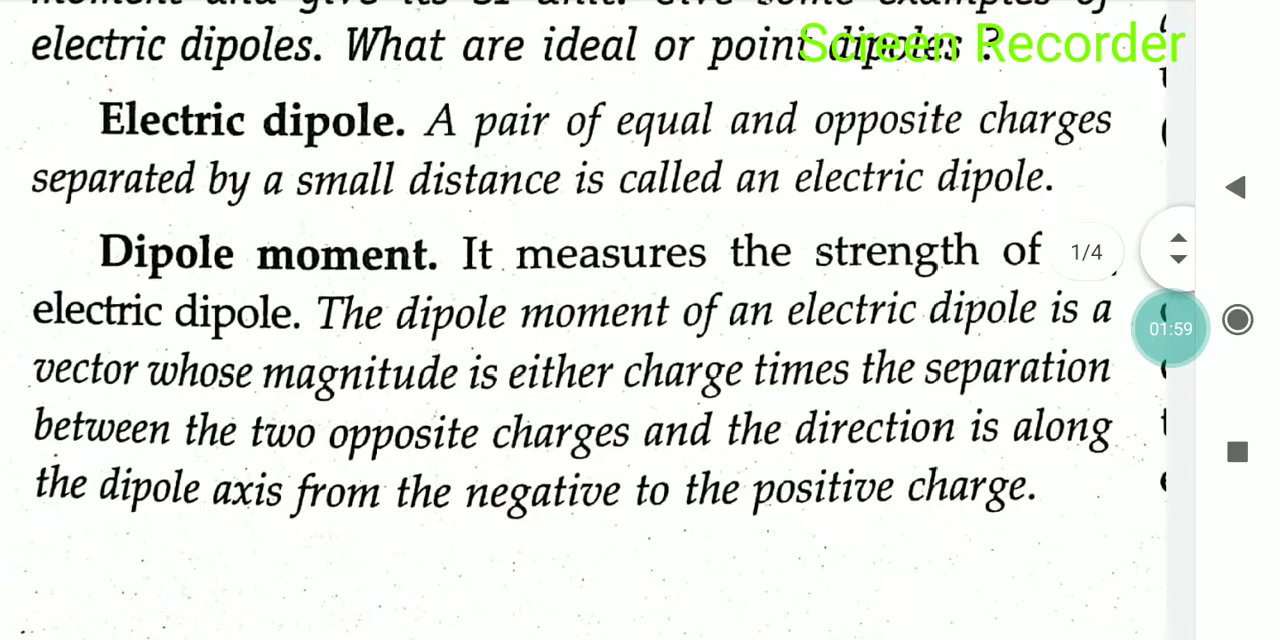 electric dipoles. What are ideal or point dipoles ?
Screen Recorder
Electric dipole. A pair of equal and opposite charges
separated by a small distance is called an electric dipole.
Dipole moment. It measures the strength of
1/4
electric dipole. The dipole moment of an electric dipole is a
01:59
vector whose magnitude is either charge times the separation
between the two opposite charges and the direction is along
the dipole axis from the negative to the positive charge.